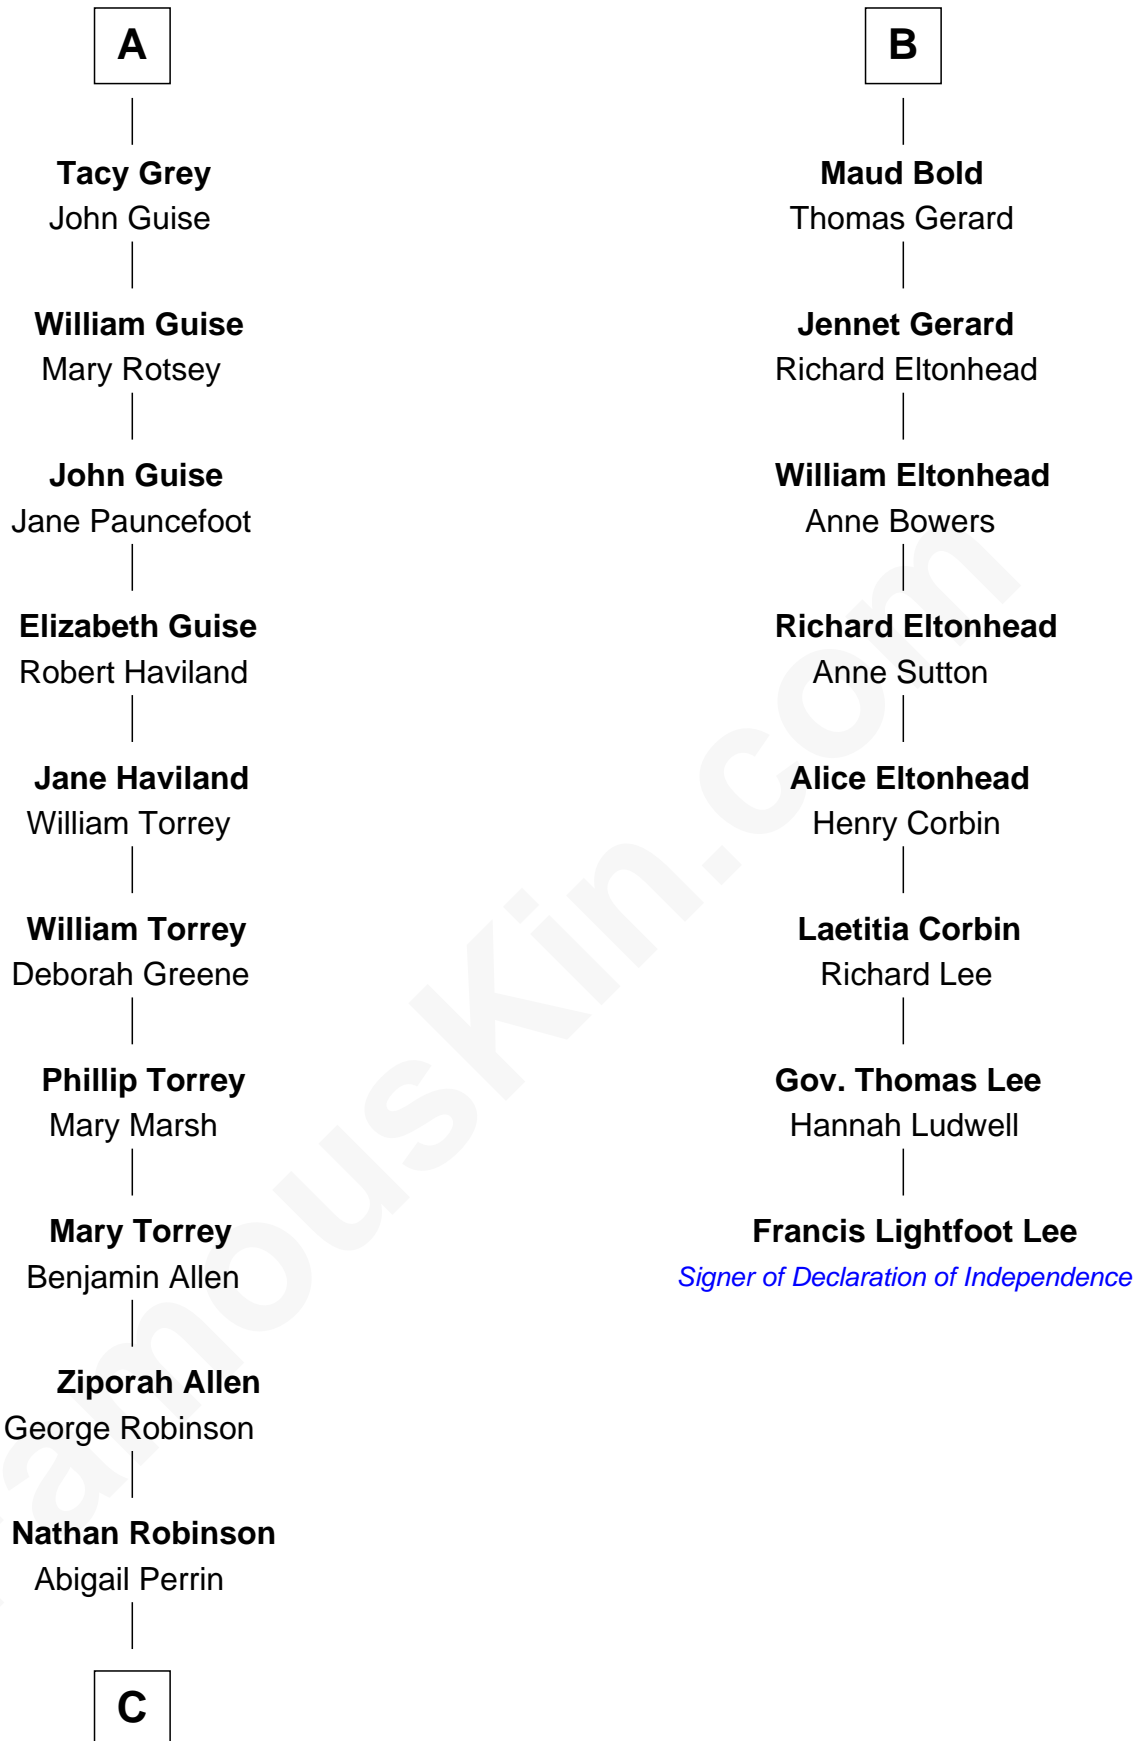 A
Tacy Grey
John Guise
William Guise
Mary Rotsey
John Guise
Jane Pauncefoot
Elizabeth Guise
Robert Haviland
Jane Haviland
William Torrey
William Torrey
Deborah Greene
Phillip Torrey
Mary Marsh
Mary Torrey
Benjamin Allen
Ziporah Allen
George Robinson
Nathan Robinson
Abigail Perrin
C
B
Maud Bold
Thomas Gerard
Jennet Gerard
Richard Eltonhead
William Eltonhead
Anne Bowers
Richard Eltonhead
Anne Sutton
Alice Eltonhead
Henry Corbin
Laetitia Corbin
Richard Lee
Gov. Thomas Lee
Hannah Ludwell
Francis Lightfoot Lee
Signer of Declaration of Independence
FamousKin.com